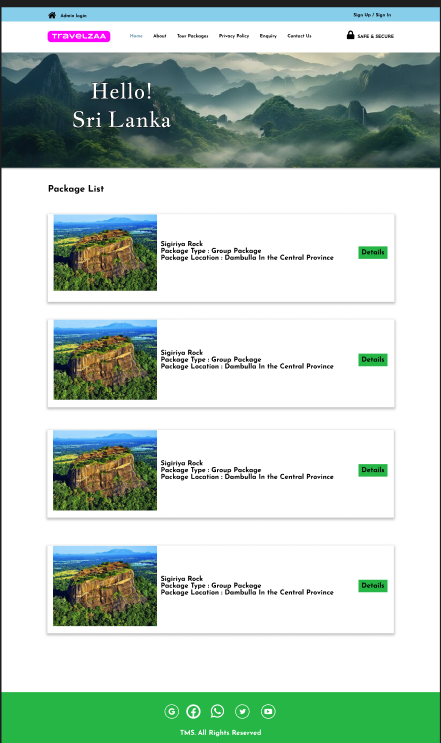 Admin login
Sign Up / Sign In
TRAVELZAA
Home About Tour Packages Privacy Policy Enquiry Contact Us
SAFE & SECURE
Hello!
Sri Lanka
Package List
Sigiriya Rock
Package Type : Group Package
Package Location : Dambulla In the Central Province
Details
Sigiriya Rock
Package Type : Group Package
Package Location : Dambulla In the Central Province
Details
Sigiriya Rock
Package Type : Group Package
Package Location : Dambulla In the Central Province
Details
Sigiriya Rock
Package Type : Group Package
Package Location : Dambulla In the Central Province
Details
TMS. All Rights Reserved